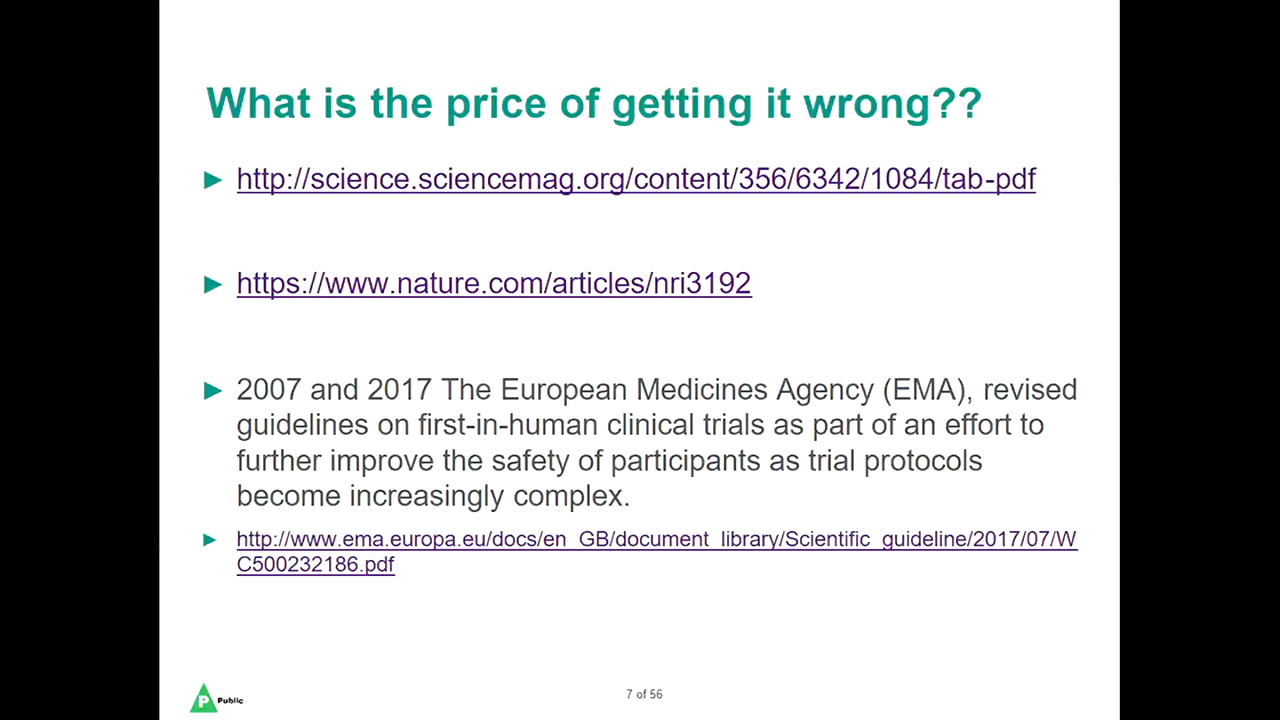 What is the price of getting it wrong??
http://science.sciencemag.org/content/356/6342/1084/tab-pdf
https://www.nature.com/articles/nri3192
2007 and 2017 The European Medicines Agency (EMA), revised
guidelines on first-in-human clinical trials as part of an effort to
further improve the safety of participants as trial protocols
become increasingly complex.
http://www.ema.europa.eu/docs/en_GB/document_library/Scientific_guideline/2017/07/W
C500232186.pdf
P Public
7 of 56